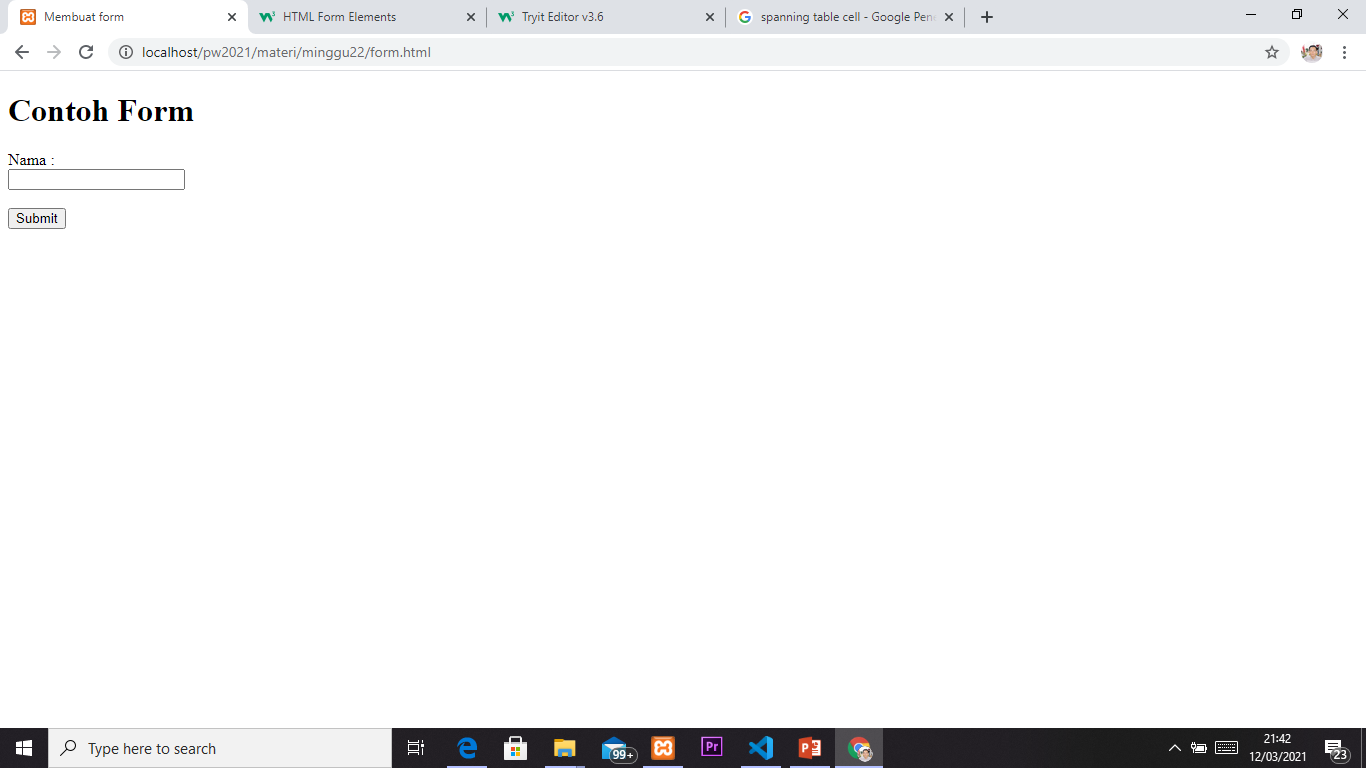 Membuat form
HTML Form Elements
Tryit Editor v3.6
spanning table cell - Google Pen
localhost/pw2021/materi/minggu22/form.html
Contoh Form
Nama :
Submit
Type here to search
99+
Pr
21:42
12/03/2021
23